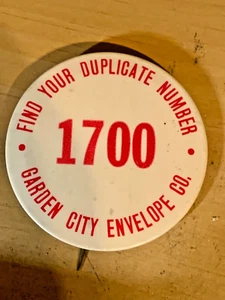 FIND YOUR DUPLICATE NUMBER
1700
GARDEN CITY ENVELOPE CO.